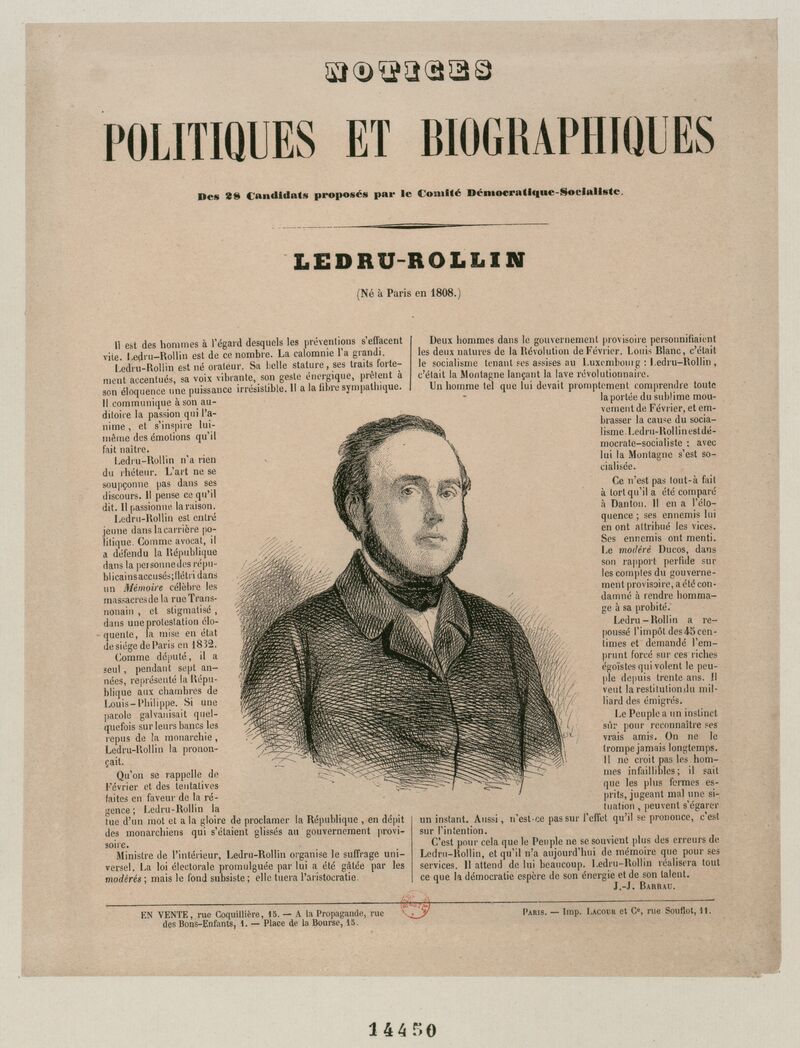 NOTICES
POLITIQUES ET BIOGRAPHIQUES
Des 28 Candidats proposés par le Comité Démocratique-Socialiste.
LEDRU-ROLLIN
(Né à Paris en 1808.)
Il est des hommes à l'égard desquels les préventions s'effacent
vite. Ledru-Rollin est de ce nombre. La calomnie l'a grandi.
Ledru-Rollin est né orateur. Sa belle stature, ses traits forte-
ment accentués, sa voix vibrante, son geste énergique, prêtent à
son éloquence une puissance irrésistible. Il a la fibre sympathique.
Il communique à son au-
ditoire la passion qui l'a-
nime, et s'inspire lui-
même des émotions qu'il
fait naître.
Ledru-Rollin n'a rien
du rhéteur. L'art ne se
soupçonne pas dans ses
discours. Il pense ce qu'il
dit. Il passionne la raison.
Ledru-Rollin est entré
jeune dans la carrière po-
litique. Comme avocat, il
a défendu la République
dans la personne des répu-
blicains accusés; flétri dans
un Mémoire célèbre les
massacres de la rue Trans-
nonain, et stigmatisé,
dans une protestation élo-
quente, la mise en état
de siége de Paris en 1832.
Comme député, il a
seul, pendant sept an-
nées, représenté la Répu-
blique aux chambres de
Louis-Philippe. Si une
parole galvanisait quel-
quefois sur leurs bancs les
repus de la monarchie,
Ledru-Rollin la pronon-
çait.
Qu'on se rappelle de
Février et des tentatives
faites en faveur de la ré-
gence; Ledru-Rollin la
tue d'un mot et a la gloire de proclamer la République, en dépit
des monarchiens qui s'étaient glissés au gouvernement provi-
soire.
Ministre de l'intérieur, Ledru-Rollin organise le suffrage uni-
versel. La loi électorale promulguée par lui a été gâtée par les
modérés; mais le fond subsiste; elle tuera l'aristocratie.
Deux hommes dans le gouvernement provisoire personnifiaient
les deux natures de la Révolution de Février. Louis Blanc, c'était
le socialisme tenant ses assises au Luxembourg: Ledru-Rollin,
c'était la Montagne lançant la lave révolutionnaire.
Un homme tel que lui devait promptement comprendre toute
la portée du sublime mou-
vement de Février, et em-
brasser la cause du socia-
lisme. Ledru-Rollin est dé-
mocrate-socialiste; avec
lui la Montagne s'est so-
cialisée.
Ce n'est pas tout-à fait
à tort qu'il a été comparé
à Danton. Il en a l'élo-
quence; ses ennemis lui
en ont attribué les vices.
Ses ennemis ont menti.
Le modéré Ducos, dans
son rapport perfide sur
les comptes du gouverne-
ment provisoire, a été con-
damné à rendre homma-
ge à sa probité.
Ledru-Rollin a re-
poussé l'impôt des 45 cen-
times et demandé l'em-
prunt forcé sur ces riches
égoïstes qui volent le peu-
ple depuis trente ans. Il
veut la restitution du mil-
liard des émigrés.
Le Peuple a un instinct
sûr pour reconnaître ses
vrais amis. On ne le
trompe jamais longtemps.
Il ne croit pas les hom-
mes infaillibles; il sait
que les plus fermes es-
prits, jugeant mal une si-
tuation, peuvent s'égarer
un instant. Aussi, n'est-ce pas sur l'effet qu'il se prononce, c'est
sur l'intention.
C'est pour cela que le Peuple ne se souvient plus des erreurs de
Ledru-Rollin, et qu'il n'a aujourd'hui de mémoire que pour ses
services. Il attend de lui beaucoup. Ledru-Rollin réalisera tout
ce que la démocratie espère de son énergie et de son talent.
J.-J. BARRAU.
EN VENTE, rue Coquillière, 15. — A la Propagande, rue
des Bons-Enfants, 1. — Place de la Bourse, 15.
PARIS. — Imp. LACOUR et Ce, rue Soufflot, 11.
14450